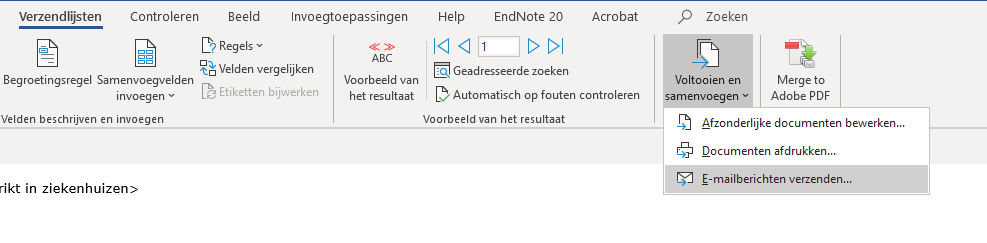 Verzendlijsten Controleren Beeld Invoegtoepassingen Help EndNote 20 Acrobat Zoeken
Begroetingsregel
Samenvoegvelden
invoegen
Regels
Velden vergelijken
Etiketten bijwerken
Velden beschrijven en invoegen
ABC
Voorbeeld van
het resultaat
1
Geadresseerde zoeken
Automatisch op fouten controleren
Voorbeeld van het resultaat
Voltooien en
samenvoegen
Merge to
Adobe PDF
Afzonderlijke documenten bewerken...
Documenten afdrukken...
E-mailberichten verzenden...
rikt in ziekenhuizen>